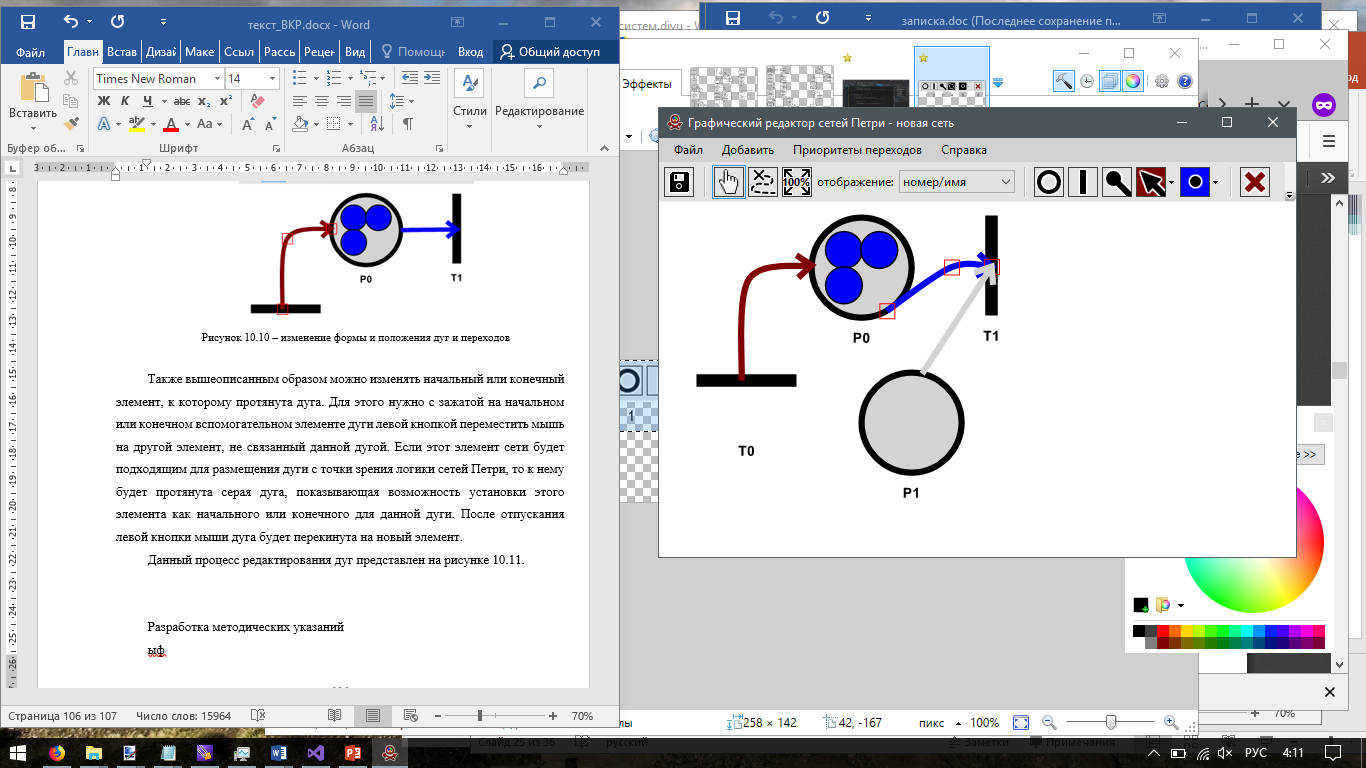 текст_ВКР.docx - Word
систем.djvu - W
записка.doc (Последнее сохранение п...
Файл
Главн
Встав
Дизай
Маке
Ссыл
Рассь
Рецен
Вид
Помощь
Вход
Общий доступ
Эффекты
Вставить
Times New Roman
14
Ж К Ч abc x₂ x²
Стили
Редактирование
Буфер об...
Шрифт
Абзац
P0
T1
Рисунок 10.10 – изменение формы и положения дуг и переходов
Также вышеописанным образом можно изменять начальный или конечный
элемент, к которому протянута дуга. Для этого нужно с зажатой на начальном
или конечном вспомогательном элементе дуги левой кнопкой переместить мышь
на другой элемент, не связанный данной дугой. Если этот элемент сети будет
подходящим для размещения дуги с точки зрения логики сетей Петри, то к нему
будет протянута серая дуга, показывающая возможность установки этого
элемента как начального или конечного для данной дуги. После отпускания
левой кнопки мыши дуга будет перекинута на новый элемент.
Данный процесс редактирования дуг представлен на рисунке 10.11.
Разработка методических указаний
ыф
Страница 106 из 107
Число слов: 15964
70%
Графический редактор сетей Петри - новая сеть
Файл
Добавить
Приоритеты переходов
Справка
100%
отображение:
номер/имя
P0
T1
T0
P1
1
e >>
258 × 142
42, -167
пикс
100%
70%
Слайд 25 из 36
русский
Заметки
Примечания
РУС
4:11